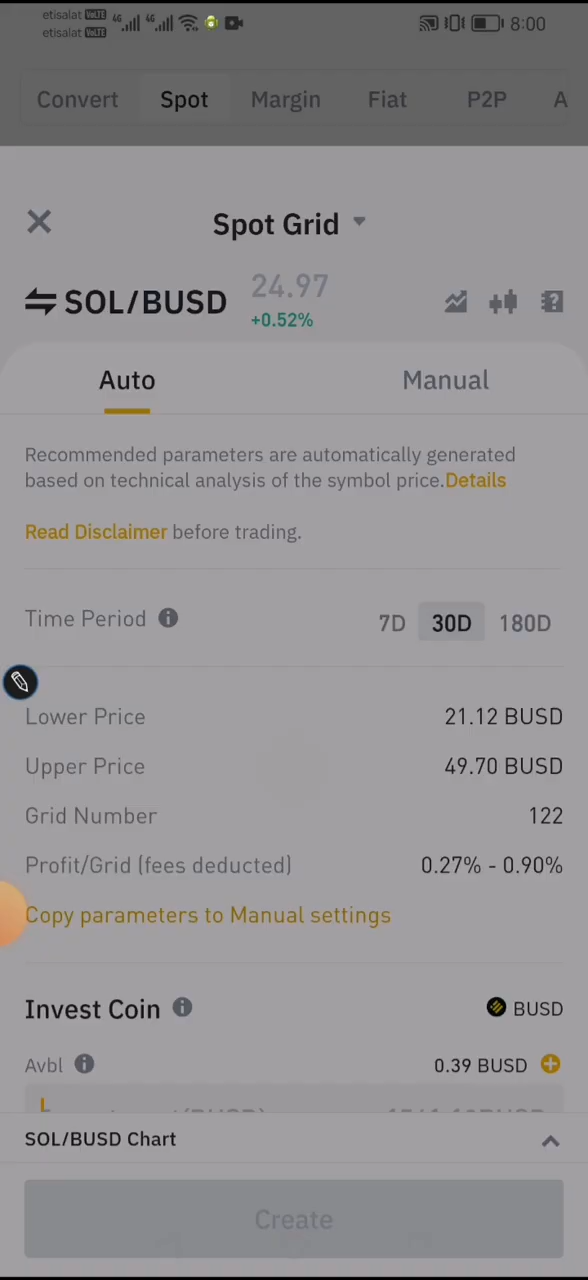 etisalat VoLTE 4G 4G 8:00
etisalat VoLTE
Convert Spot Margin Fiat P2P A
Spot Grid
SOL/BUSD 24.97
+0.52%
Auto Manual
Recommended parameters are automatically generated
based on technical analysis of the symbol price.Details
Read Disclaimer before trading.
Time Period 7D 30D 180D
Lower Price 21.12 BUSD
Upper Price 49.70 BUSD
Grid Number 122
Profit/Grid (fees deducted) 0.27% - 0.90%
Copy parameters to Manual settings
Invest Coin BUSD
Avbl 0.39 BUSD
SOL/BUSD Chart
Create